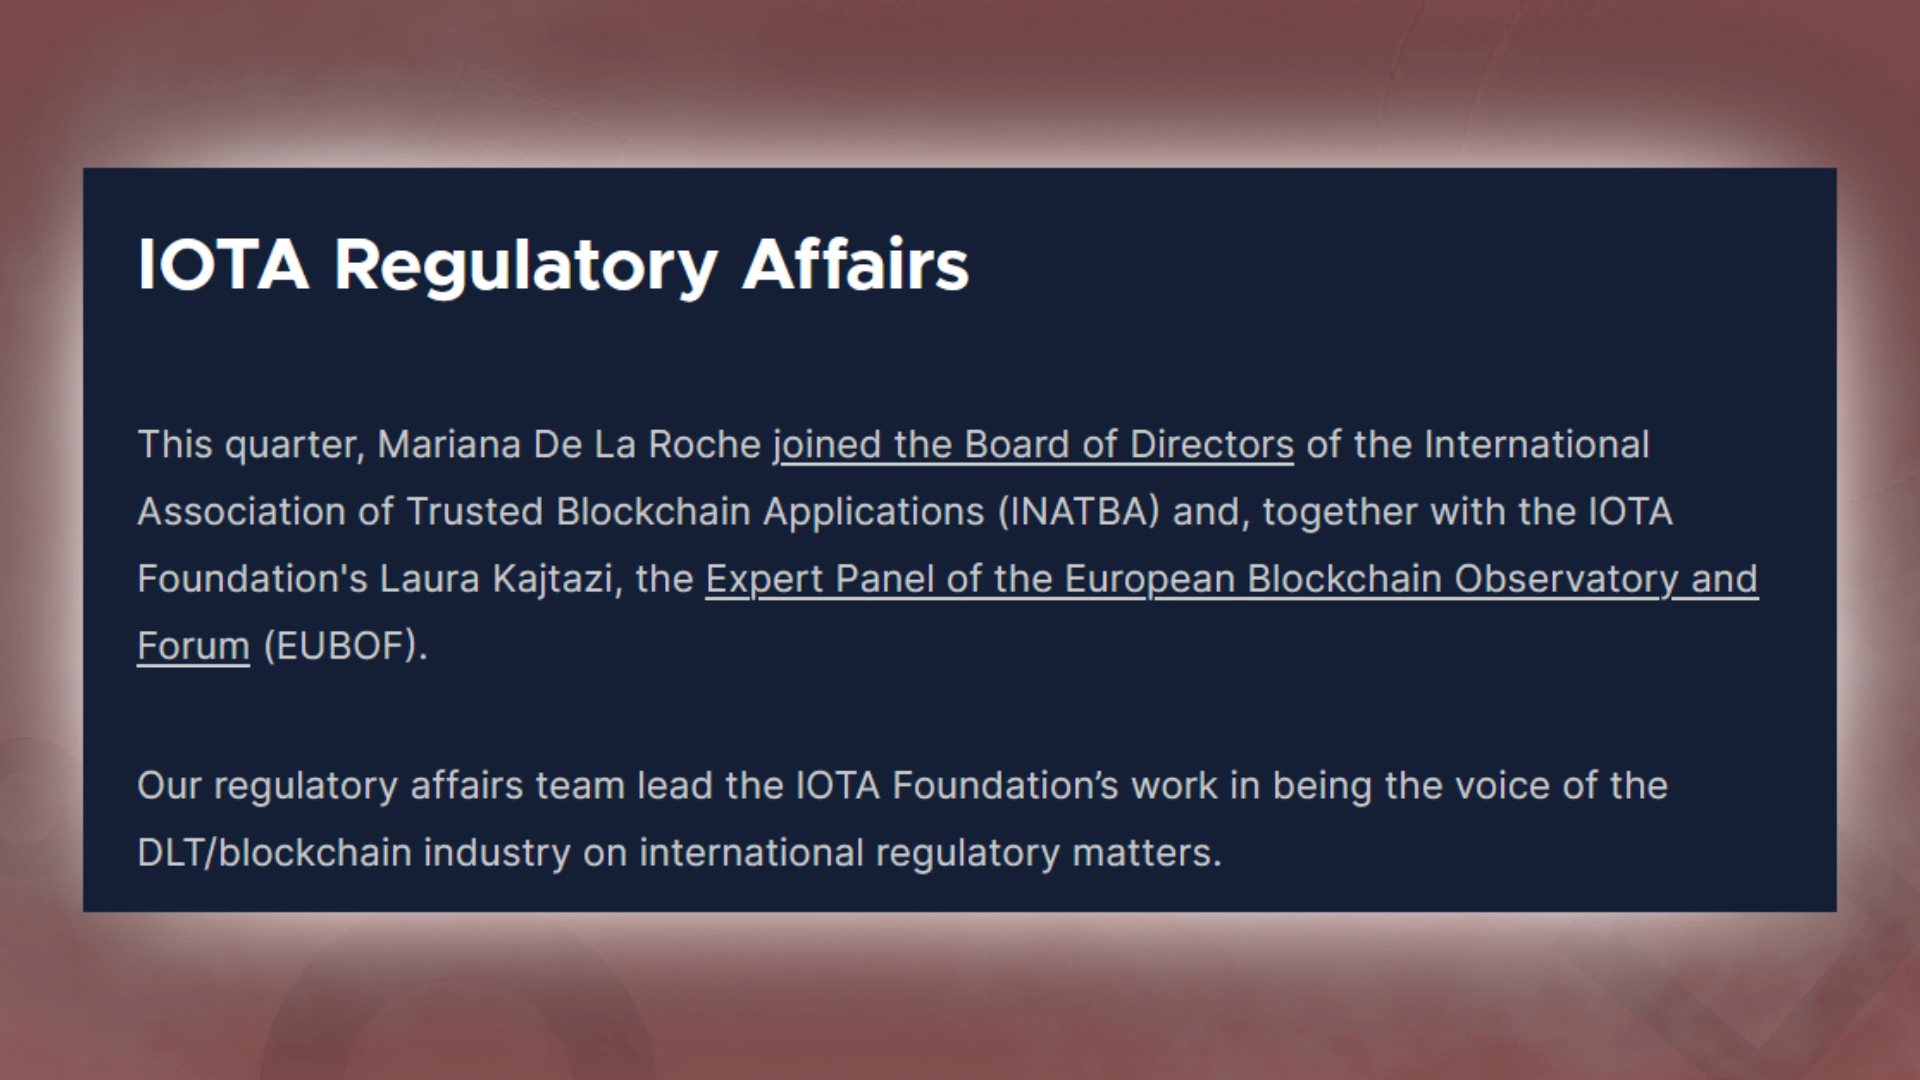 IOTA Regulatory Affairs
This quarter, Mariana De La Roche joined the Board of Directors of the International
Association of Trusted Blockchain Applications (INATBA) and, together with the IOTA
Foundation's Laura Kajtazi, the Expert Panel of the European Blockchain Observatory and
Forum (EUBOF).
Our regulatory affairs team lead the IOTA Foundation’s work in being the voice of the
DLT/blockchain industry on international regulatory matters.